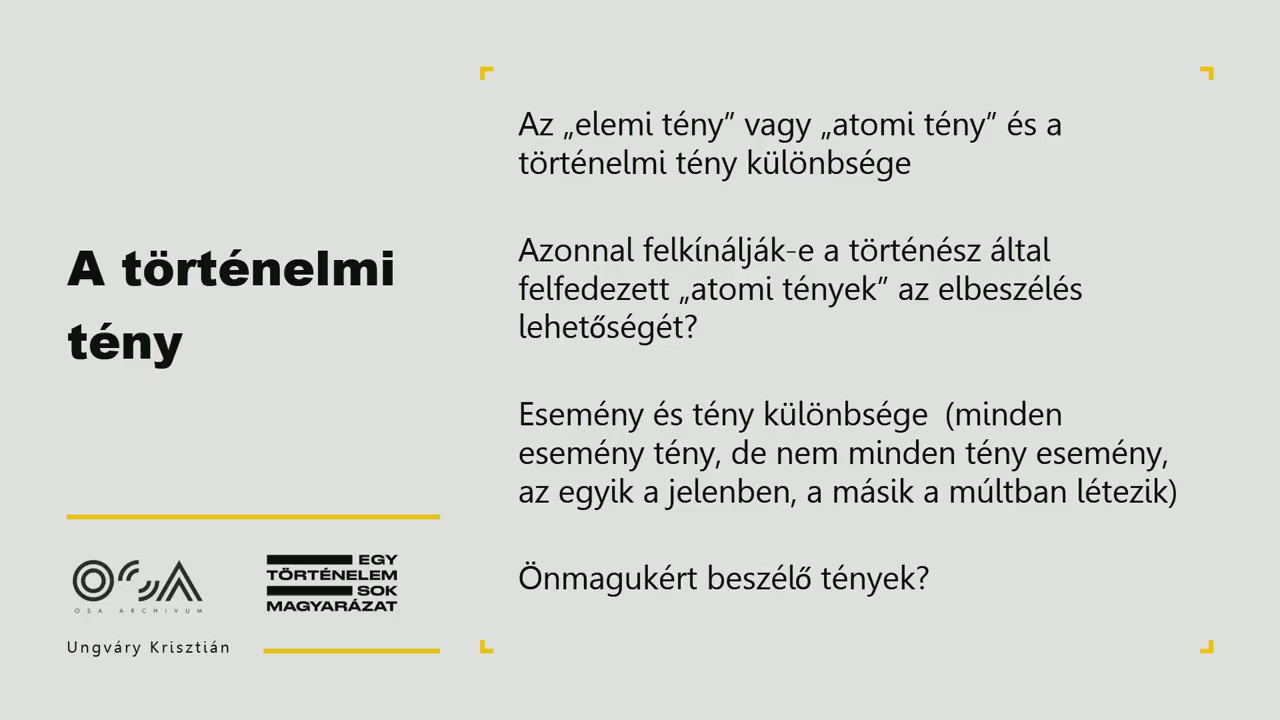 A történelmi
tény
Az „elemi tény” vagy „atomi tény” és a
történelmi tény különbsége
Azonnal felkínálják-e a történész által
felfedezett „atomi tények” az elbeszélés
lehetőségét?
Esemény és tény különbsége  (minden
esemény tény, de nem minden tény esemény,
az egyik a jelenben, a másik a múltban létezik)
Önmagukért beszélő tények?
OSA
OSA ARCHIVUM
EGY
TÖRTÉNELEM
SOK
MAGYARÁZAT
Ungváry Krisztián